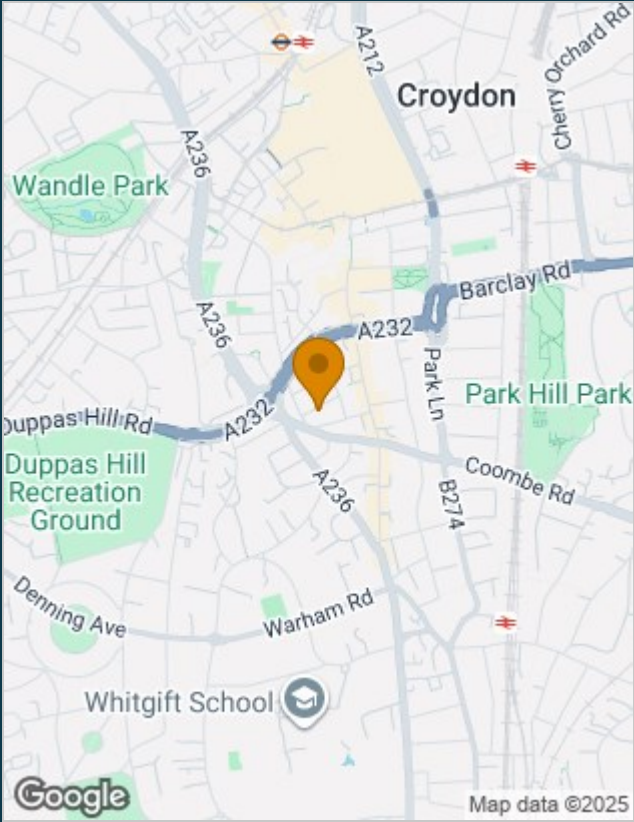 A212
Cherry Orchard Rd
Croydon
A236
Wandle Park
Barclay Rd
A236
A232
Park Ln
Park Hill Park
Duppas Hill Rd
A232
Duppas Hill
Recreation
Ground
A236
Coombe Rd
B274
Denning Ave
Warham Rd
Whitgift School
Google
Map data ©2025